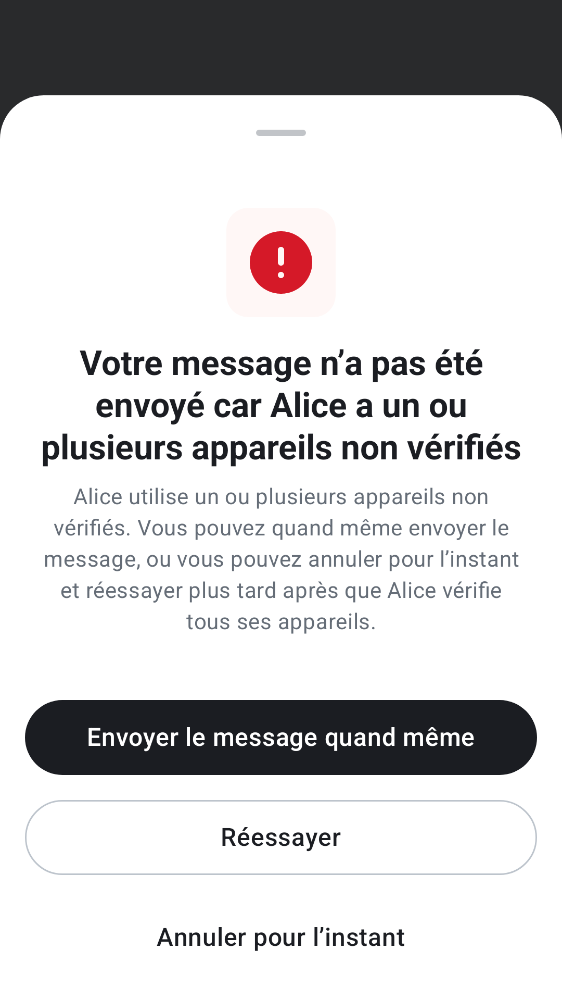 Votre message n’a pas été
envoyé car Alice a un ou
plusieurs appareils non vérifiés
Alice utilise un ou plusieurs appareils non
vérifiés. Vous pouvez quand même envoyer le
message, ou vous pouvez annuler pour l’instant
et réessayer plus tard après que Alice vérifie
tous ses appareils.
Envoyer le message quand même
Réessayer
Annuler pour l’instant